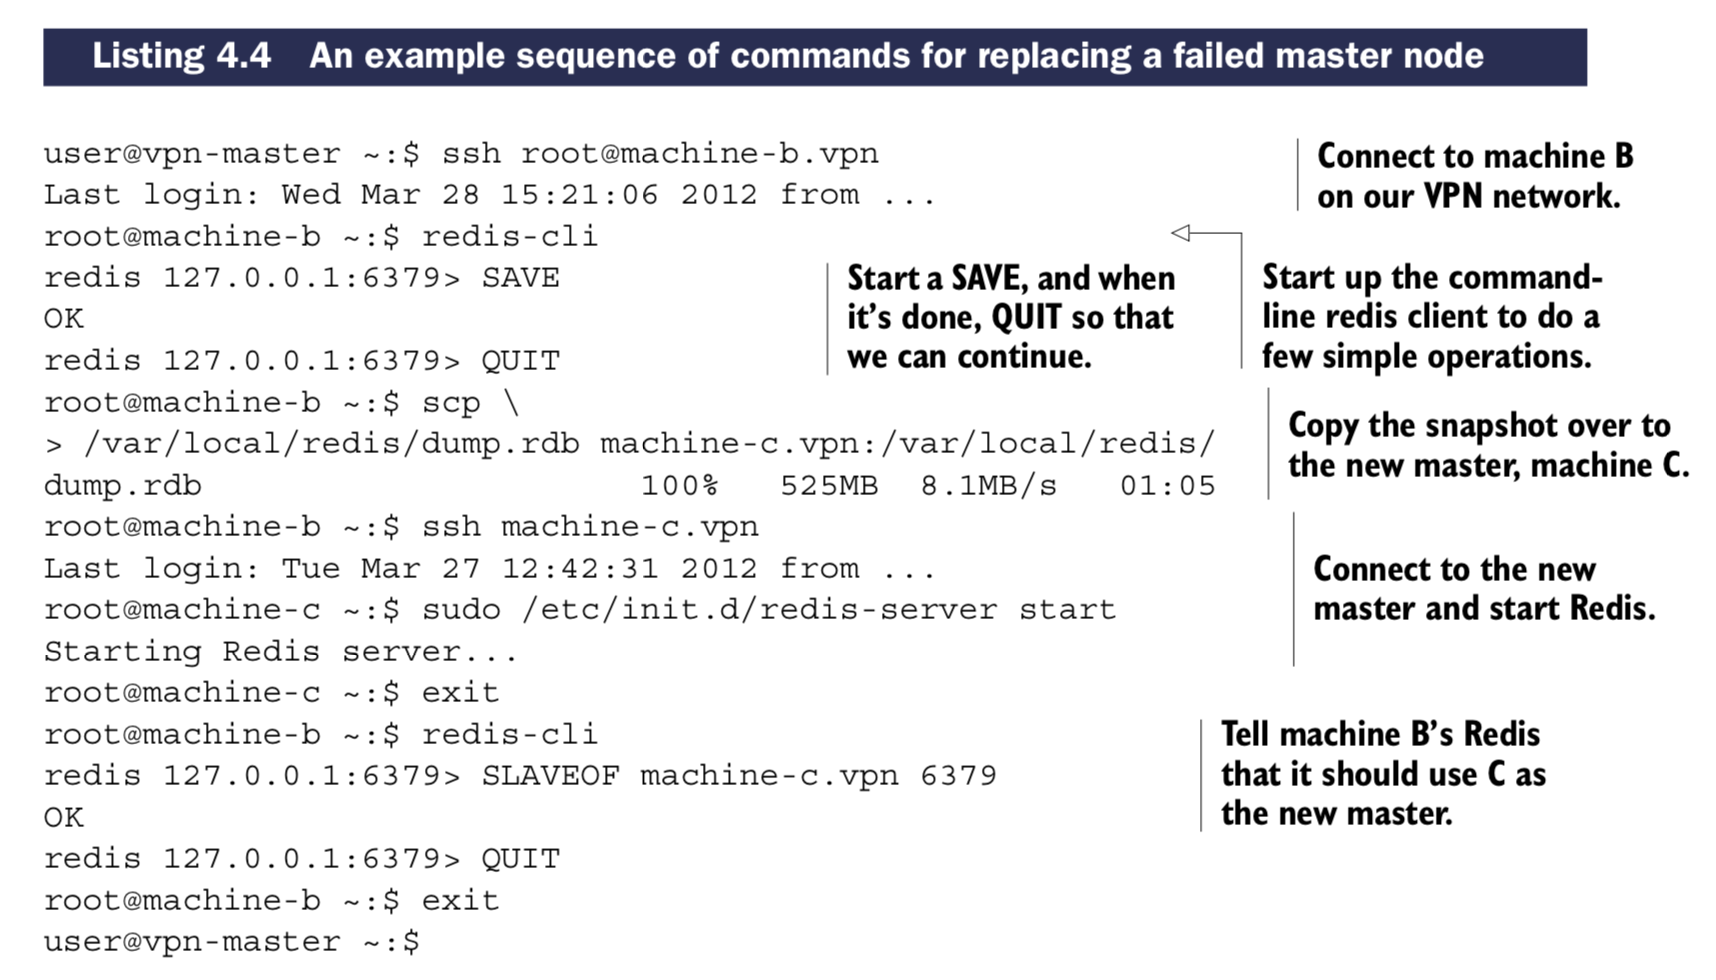 Listing 4.4 An example sequence of commands for replacing a failed master node
user@vpn-master ~:$ ssh root@machine-b.vpn
Last login: Wed Mar 28 15:21:06 2012 from ...
root@machine-b ~:$ redis-cli
redis 127.0.0.1:6379> SAVE
OK
redis 127.0.0.1:6379> QUIT
root@machine-b ~:$ scp \
> /var/local/redis/dump.rdb machine-c.vpn:/var/local/redis/
dump.rdb 100% 525MB 8.1MB/s 01:05
root@machine-b ~:$ ssh machine-c.vpn
Last login: Tue Mar 27 12:42:31 2012 from ...
root@machine-c ~:$ sudo /etc/init.d/redis-server start
Starting Redis server...
root@machine-c ~:$ exit
root@machine-b ~:$ redis-cli
redis 127.0.0.1:6379> SLAVEOF machine-c.vpn 6379
OK
redis 127.0.0.1:6379> QUIT
root@machine-b ~:$ exit
user@vpn-master ~:$
Connect to machine B
on our VPN network.
Start a SAVE, and when
it's done, QUIT so that
we can continue.
Start up the command-
line redis client to do a
few simple operations.
Copy the snapshot over to
the new master, machine C.
Connect to the new
master and start Redis.
Tell machine B's Redis
that it should use C as
the new master.